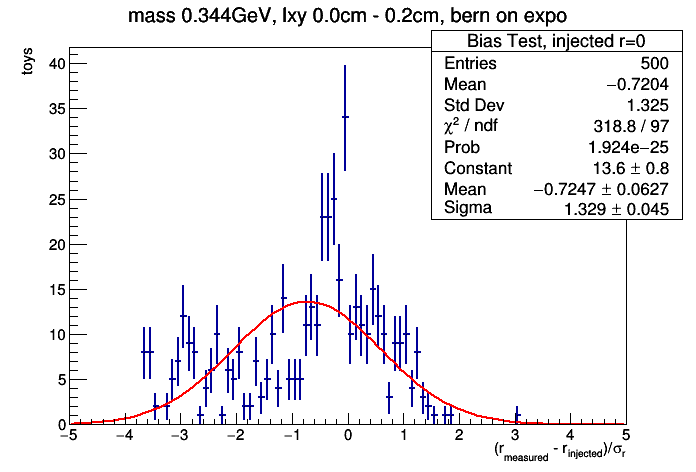 mass 0.344GeV, lxy 0.0cm - 0.2cm, bern on expo
Bias Test, injected r=0
Entries 500
Mean −0.7204
Std Dev 1.325
χ² / ndf 318.8 / 97
Prob 1.924e−25
Constant 13.6 ± 0.8
Mean −0.7247 ± 0.0627
Sigma 1.329 ± 0.045
toys
40
35
30
25
20
15
10
5
0
−5 −4 −3 −2 −1 0 1 2 3 4 5
(r_measured - r_injected)/σ_r